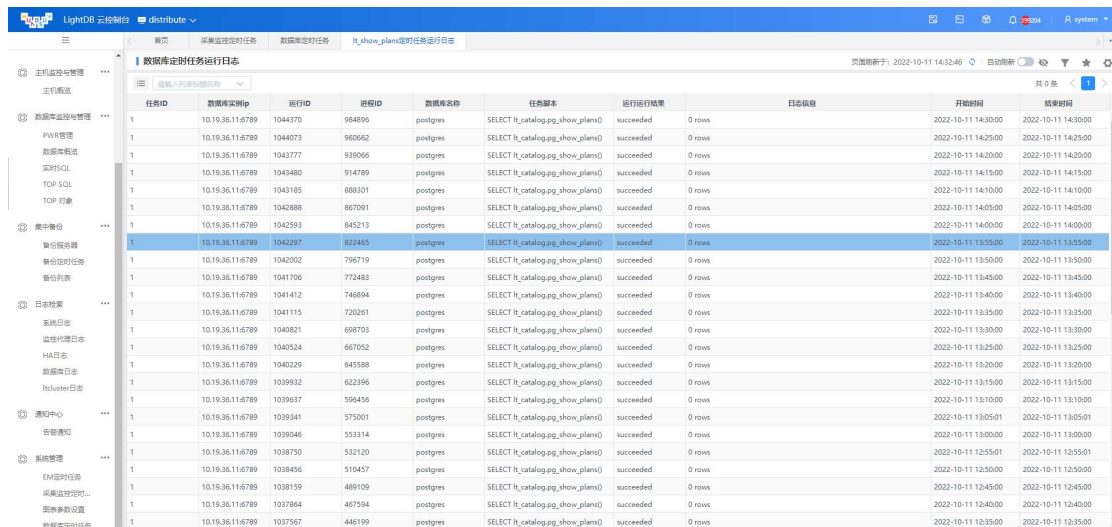 LightDB 云控制台 distribute
299204 system
首页 采集监控定时任务 数据库定时任务 lt_show_plans定时任务运行日志
数据库定时任务运行日志 页面刷新于：2022-10-11 14:32:46 自动刷新
请输入列表标题名称 共 0 条 1
主机监控与管理
主机概览
数据库监控与管理
PWR管理
数据库概览
实时SQL
TOP SQL
TOP 对象
集中备份
备份服务器
备份定时任务
备份列表
日志检索
系统日志
监控代理日志
HA日志
数据库日志
ltcluster日志
通知中心
告警通知
系统管理
EM定时任务
采集监控定时...
图表参数设置
数据库定时任务
任务ID 数据库实例ip 运行ID 进程ID 数据库名称 任务脚本 运行运行结果 日志信息 开始时间 结束时间
1 10.19.36.11:6789 1044370 984896 postgres SELECT lt_catalog.pg_show_plans() succeeded 0 rows 2022-10-11 14:30:00 2022-10-11 14:30:00
1 10.19.36.11:6789 1044073 960662 postgres SELECT lt_catalog.pg_show_plans() succeeded 0 rows 2022-10-11 14:25:00 2022-10-11 14:25:00
1 10.19.36.11:6789 1043777 939066 postgres SELECT lt_catalog.pg_show_plans() succeeded 0 rows 2022-10-11 14:20:00 2022-10-11 14:20:00
1 10.19.36.11:6789 1043480 914789 postgres SELECT lt_catalog.pg_show_plans() succeeded 0 rows 2022-10-11 14:15:00 2022-10-11 14:15:00
1 10.19.36.11:6789 1043185 888301 postgres SELECT lt_catalog.pg_show_plans() succeeded 0 rows 2022-10-11 14:10:00 2022-10-11 14:10:00
1 10.19.36.11:6789 1042888 867091 postgres SELECT lt_catalog.pg_show_plans() succeeded 0 rows 2022-10-11 14:05:00 2022-10-11 14:05:00
1 10.19.36.11:6789 1042593 845213 postgres SELECT lt_catalog.pg_show_plans() succeeded 0 rows 2022-10-11 14:00:00 2022-10-11 14:00:00
1 10.19.36.11:6789 1042297 822465 postgres SELECT lt_catalog.pg_show_plans() succeeded 0 rows 2022-10-11 13:55:00 2022-10-11 13:55:00
1 10.19.36.11:6789 1042002 796719 postgres SELECT lt_catalog.pg_show_plans() succeeded 0 rows 2022-10-11 13:50:00 2022-10-11 13:50:00
1 10.19.36.11:6789 1041706 772483 postgres SELECT lt_catalog.pg_show_plans() succeeded 0 rows 2022-10-11 13:45:00 2022-10-11 13:45:00
1 10.19.36.11:6789 1041412 746894 postgres SELECT lt_catalog.pg_show_plans() succeeded 0 rows 2022-10-11 13:40:00 2022-10-11 13:40:00
1 10.19.36.11:6789 1041115 720261 postgres SELECT lt_catalog.pg_show_plans() succeeded 0 rows 2022-10-11 13:35:00 2022-10-11 13:35:00
1 10.19.36.11:6789 1040821 698703 postgres SELECT lt_catalog.pg_show_plans() succeeded 0 rows 2022-10-11 13:30:00 2022-10-11 13:30:00
1 10.19.36.11:6789 1040524 667052 postgres SELECT lt_catalog.pg_show_plans() succeeded 0 rows 2022-10-11 13:25:00 2022-10-11 13:25:00
1 10.19.36.11:6789 1040229 645588 postgres SELECT lt_catalog.pg_show_plans() succeeded 0 rows 2022-10-11 13:20:00 2022-10-11 13:20:00
1 10.19.36.11:6789 1039932 622396 postgres SELECT lt_catalog.pg_show_plans() succeeded 0 rows 2022-10-11 13:15:00 2022-10-11 13:15:00
1 10.19.36.11:6789 1039637 596456 postgres SELECT lt_catalog.pg_show_plans() succeeded 0 rows 2022-10-11 13:10:00 2022-10-11 13:10:00
1 10.19.36.11:6789 1039341 575001 postgres SELECT lt_catalog.pg_show_plans() succeeded 0 rows 2022-10-11 13:05:01 2022-10-11 13:05:01
1 10.19.36.11:6789 1039046 553314 postgres SELECT lt_catalog.pg_show_plans() succeeded 0 rows 2022-10-11 13:00:00 2022-10-11 13:00:00
1 10.19.36.11:6789 1038750 532120 postgres SELECT lt_catalog.pg_show_plans() succeeded 0 rows 2022-10-11 12:55:01 2022-10-11 12:55:01
1 10.19.36.11:6789 1038456 510457 postgres SELECT lt_catalog.pg_show_plans() succeeded 0 rows 2022-10-11 12:50:00 2022-10-11 12:50:00
1 10.19.36.11:6789 1038159 489109 postgres SELECT lt_catalog.pg_show_plans() succeeded 0 rows 2022-10-11 12:45:00 2022-10-11 12:45:00
1 10.19.36.11:6789 1037864 467594 postgres SELECT lt_catalog.pg_show_plans() succeeded 0 rows 2022-10-11 12:40:00 2022-10-11 12:40:00
1 10.19.36.11:6789 1037567 446199 postgres SELECT lt_catalog.pg_show_plans() succeeded 0 rows 2022-10-11 12:35:00 2022-10-11 12:35:00